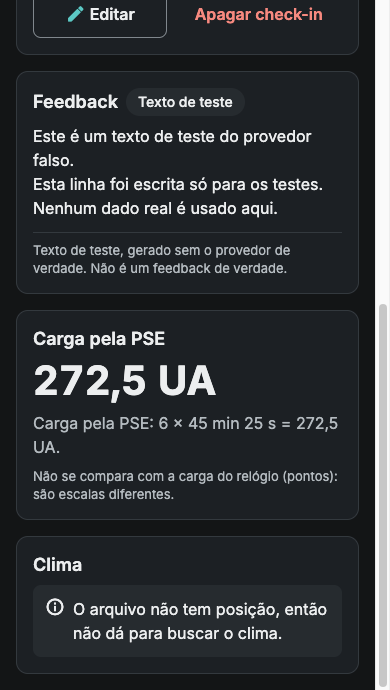 Editar
Apagar check-in
Feedback
Texto de teste
Este é um texto de teste do provedor
falso.
Esta linha foi escrita só para os testes.
Nenhum dado real é usado aqui.
Texto de teste, gerado sem o provedor de
verdade. Não é um feedback de verdade.
Carga pela PSE
272,5 UA
Carga pela PSE: 6 × 45 min 25 s = 272,5
UA.
Não se compara com a carga do relógio (pontos):
são escalas diferentes.
Clima
O arquivo não tem posição, então
não dá para buscar o clima.